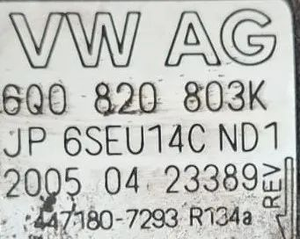 VW AG
6Q0 820 803K
JP 6SEU14C ND1
2005 04 23389 REV
447180-7293 R134a